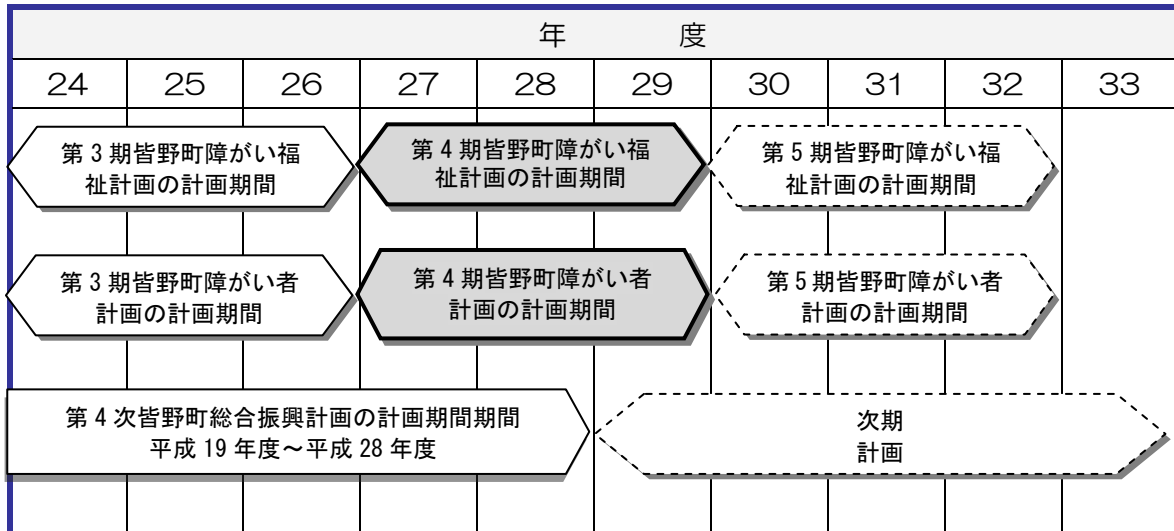 年 度
24 25 26 27 28 29 30 31 32 33
第3期皆野町障がい福
祉計画の計画期間
第4期皆野町障がい福
祉計画の計画期間
第5期皆野町障がい福
祉計画の計画期間
第3期皆野町障がい者
計画の計画期間
第4期皆野町障がい者
計画の計画期間
第5期皆野町障がい者
計画の計画期間
第4次皆野町総合振興計画の計画期間期間
平成19年度～平成28年度
次期
計画